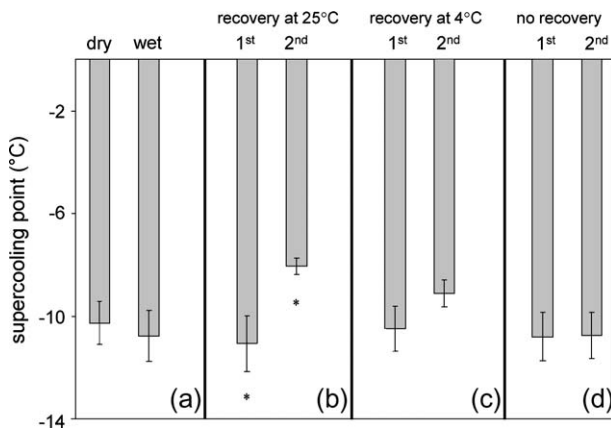 recovery at 25°C recovery at 4°C no recovery
dry wet 1st 2nd 1st 2nd 1st 2nd
-2
-6
-10
-14
supercooling point (°C)
* *
(a) (b) (c) (d)